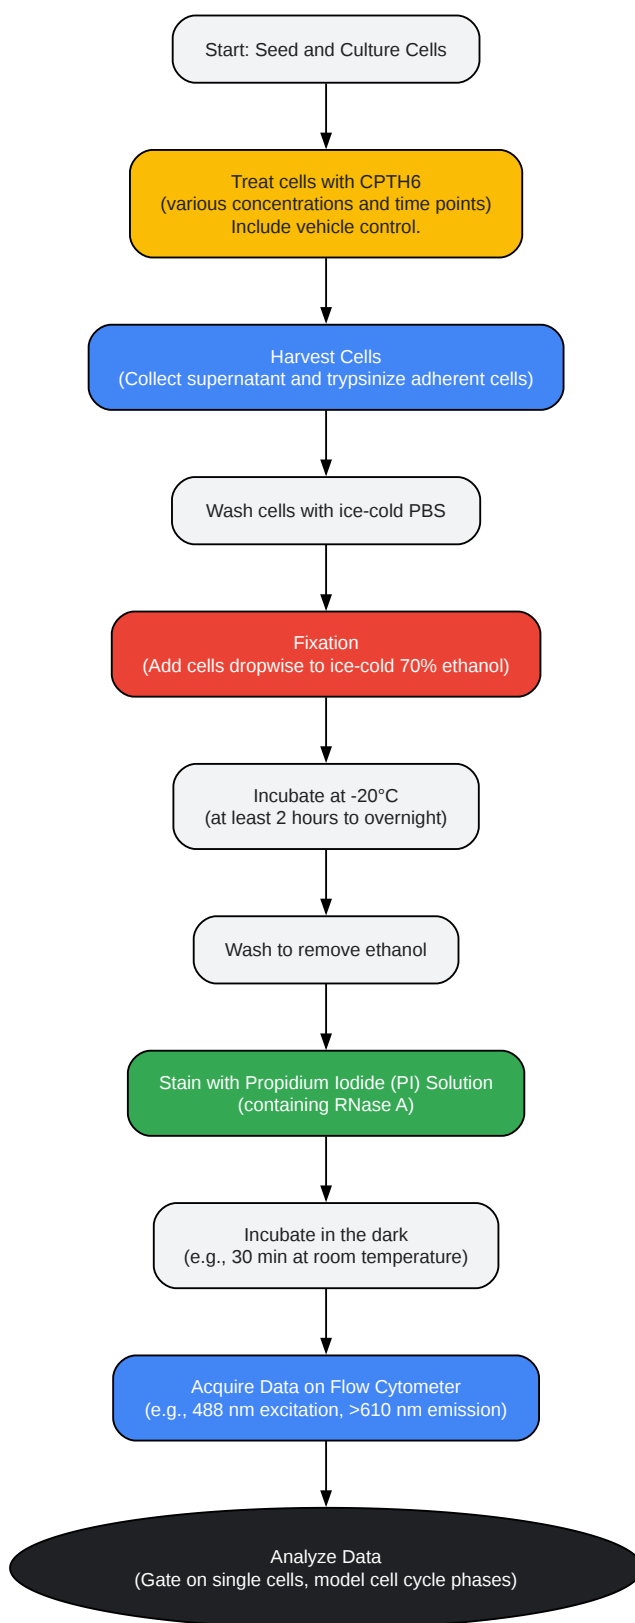 Start: Seed and Culture Cells
Treat cells with CPTH6
(various concentrations and time points)
Include vehicle control.
Harvest Cells
(Collect supernatant and trypsinize adherent cells)
Wash cells with ice-cold PBS
Fixation
(Add cells dropwise to ice-cold 70% ethanol)
Incubate at -20°C
(at least 2 hours to overnight)
Wash to remove ethanol
Stain with Propidium Iodide (PI) Solution
(containing RNase A)
Incubate in the dark
(e.g., 30 min at room temperature)
Acquire Data on Flow Cytometer
(e.g., 488 nm excitation, >610 nm emission)
Analyze Data
(Gate on single cells, model cell cycle phases)